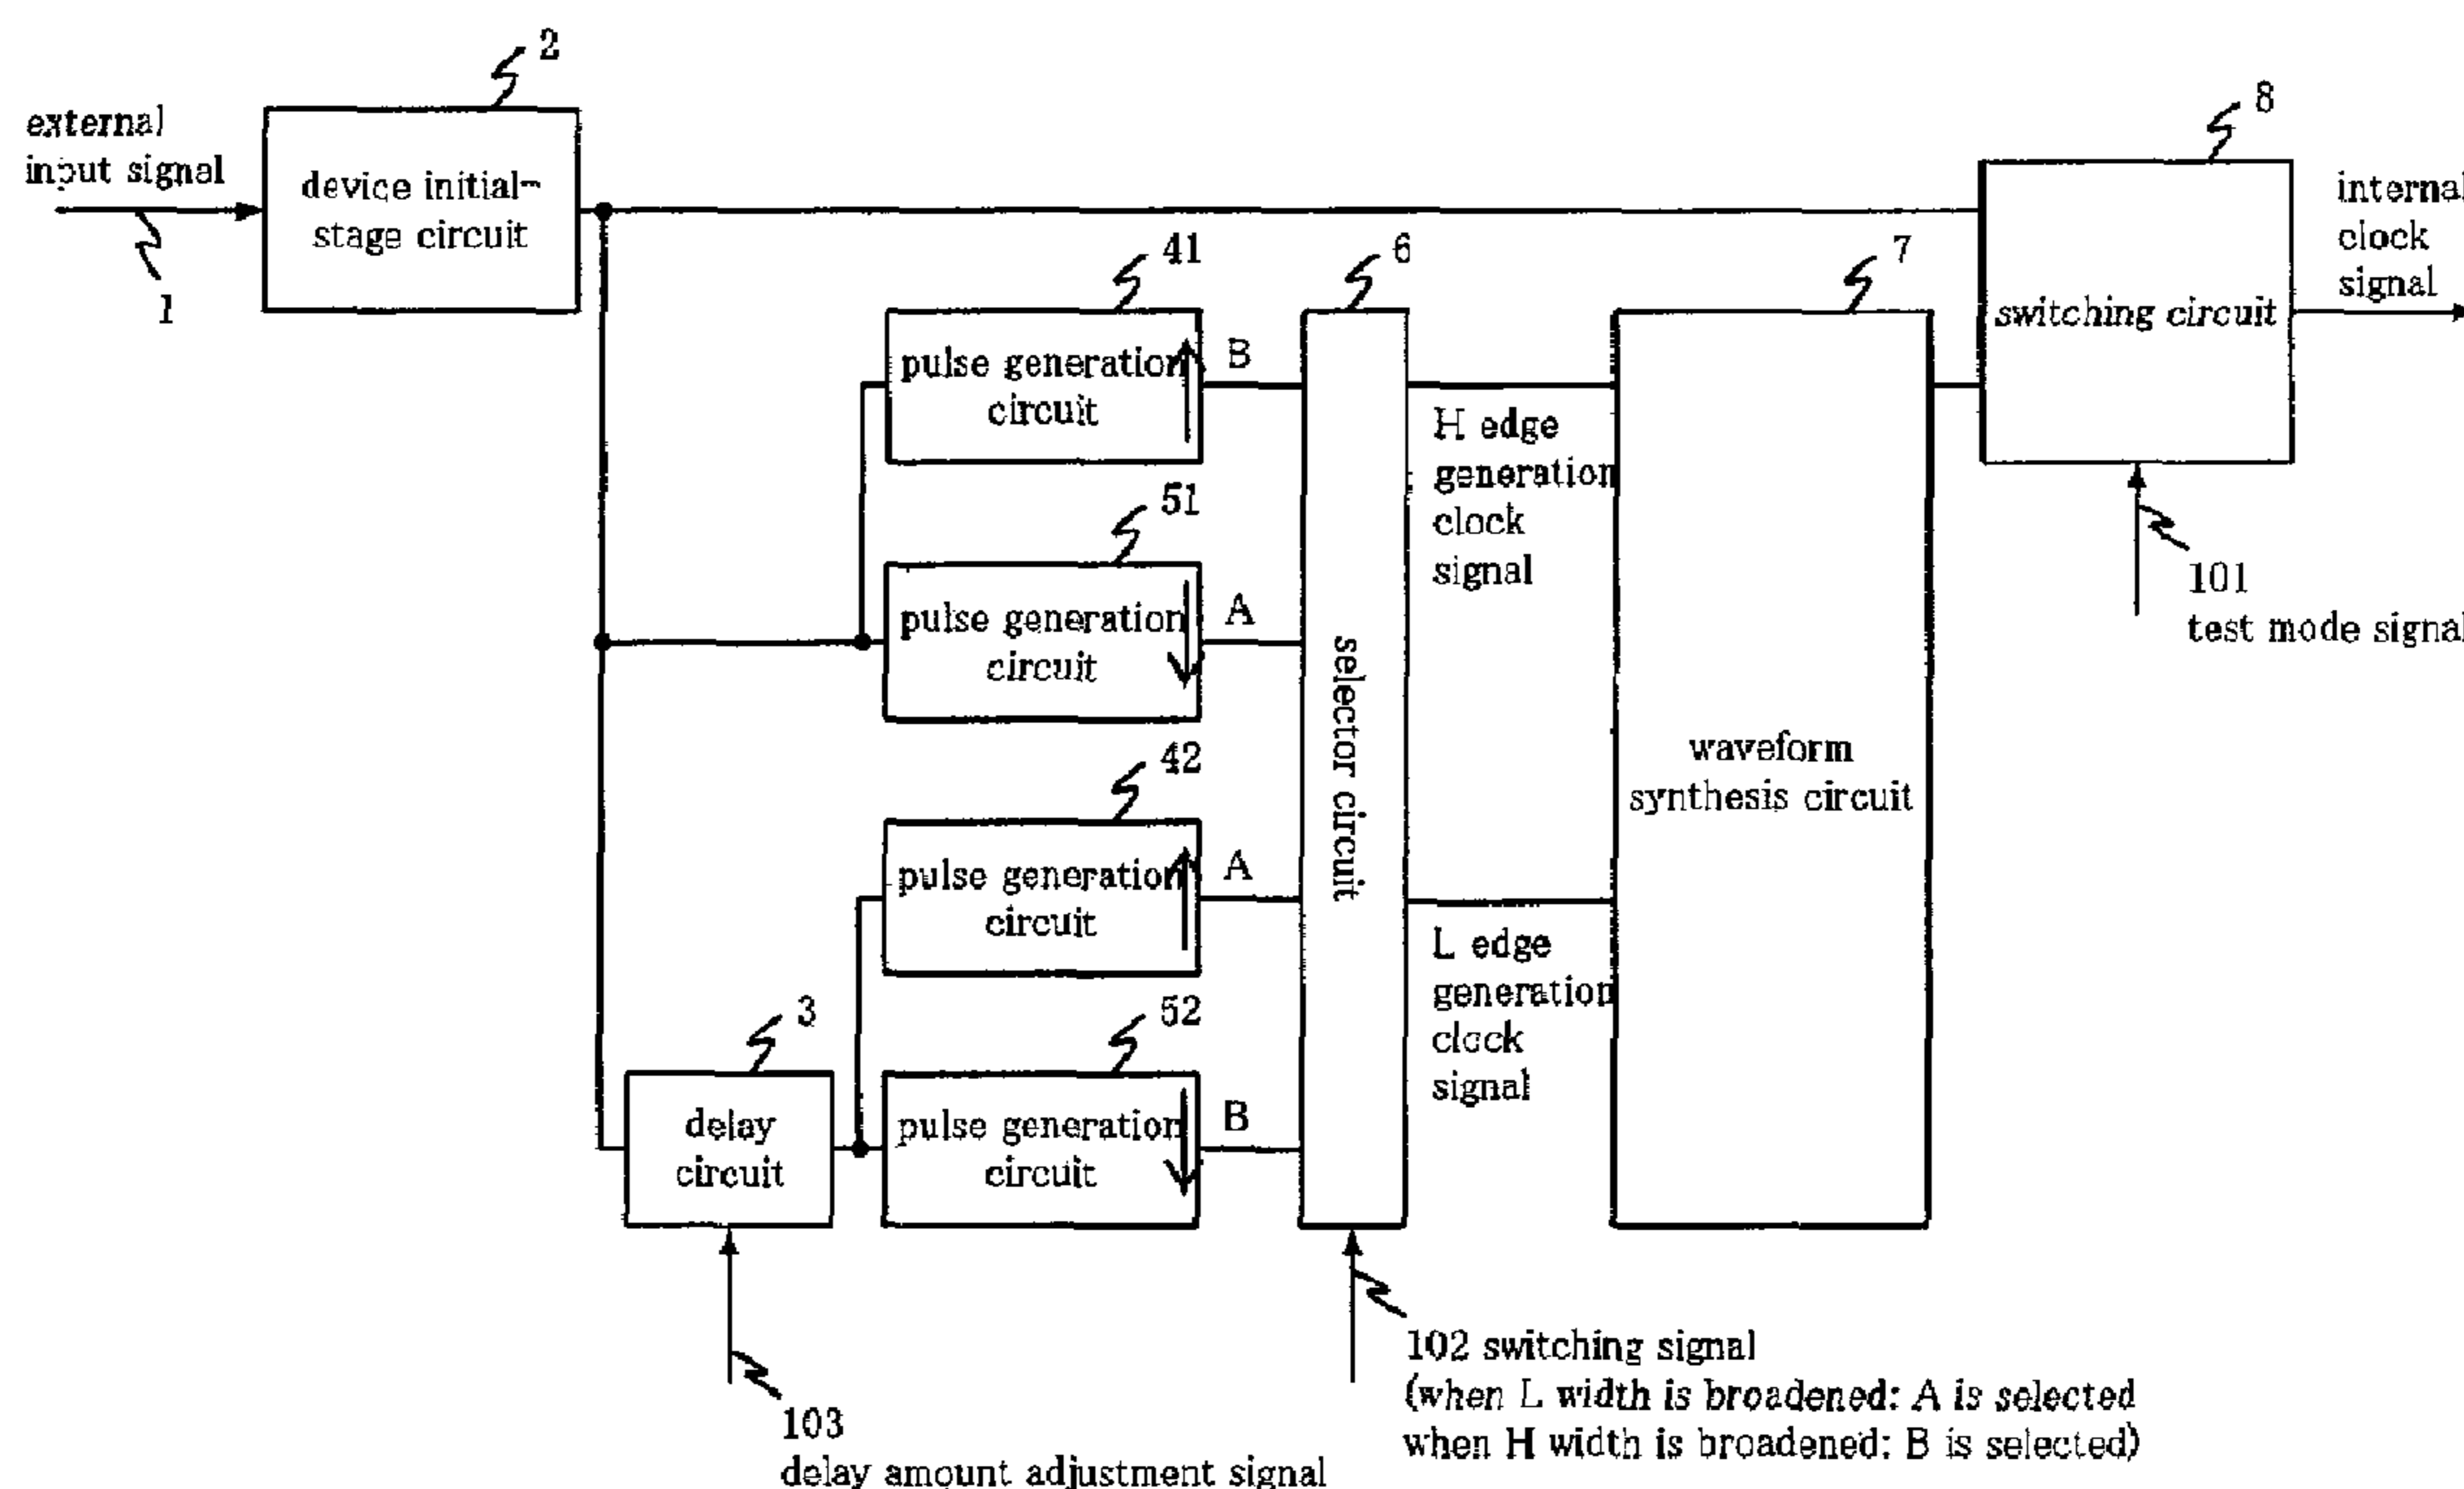 2
external
input signal
1
device initial-
stage circuit
8
internal
clock
signal
switching circuit
101
test mode signal
41
pulse generation
circuit
B
51
pulse generation
circuit
A
42
pulse generation
circuit
A
52
pulse generation
circuit
B
3
delay
circuit
103
delay amount adjustment signal
6
selector circuit
102 switching signal
(when L width is broadened: A is selected
when H width is broadened: B is selected)
H edge
generation
clock
signal
L edge
generation
clock
signal
7
waveform
synthesis circuit